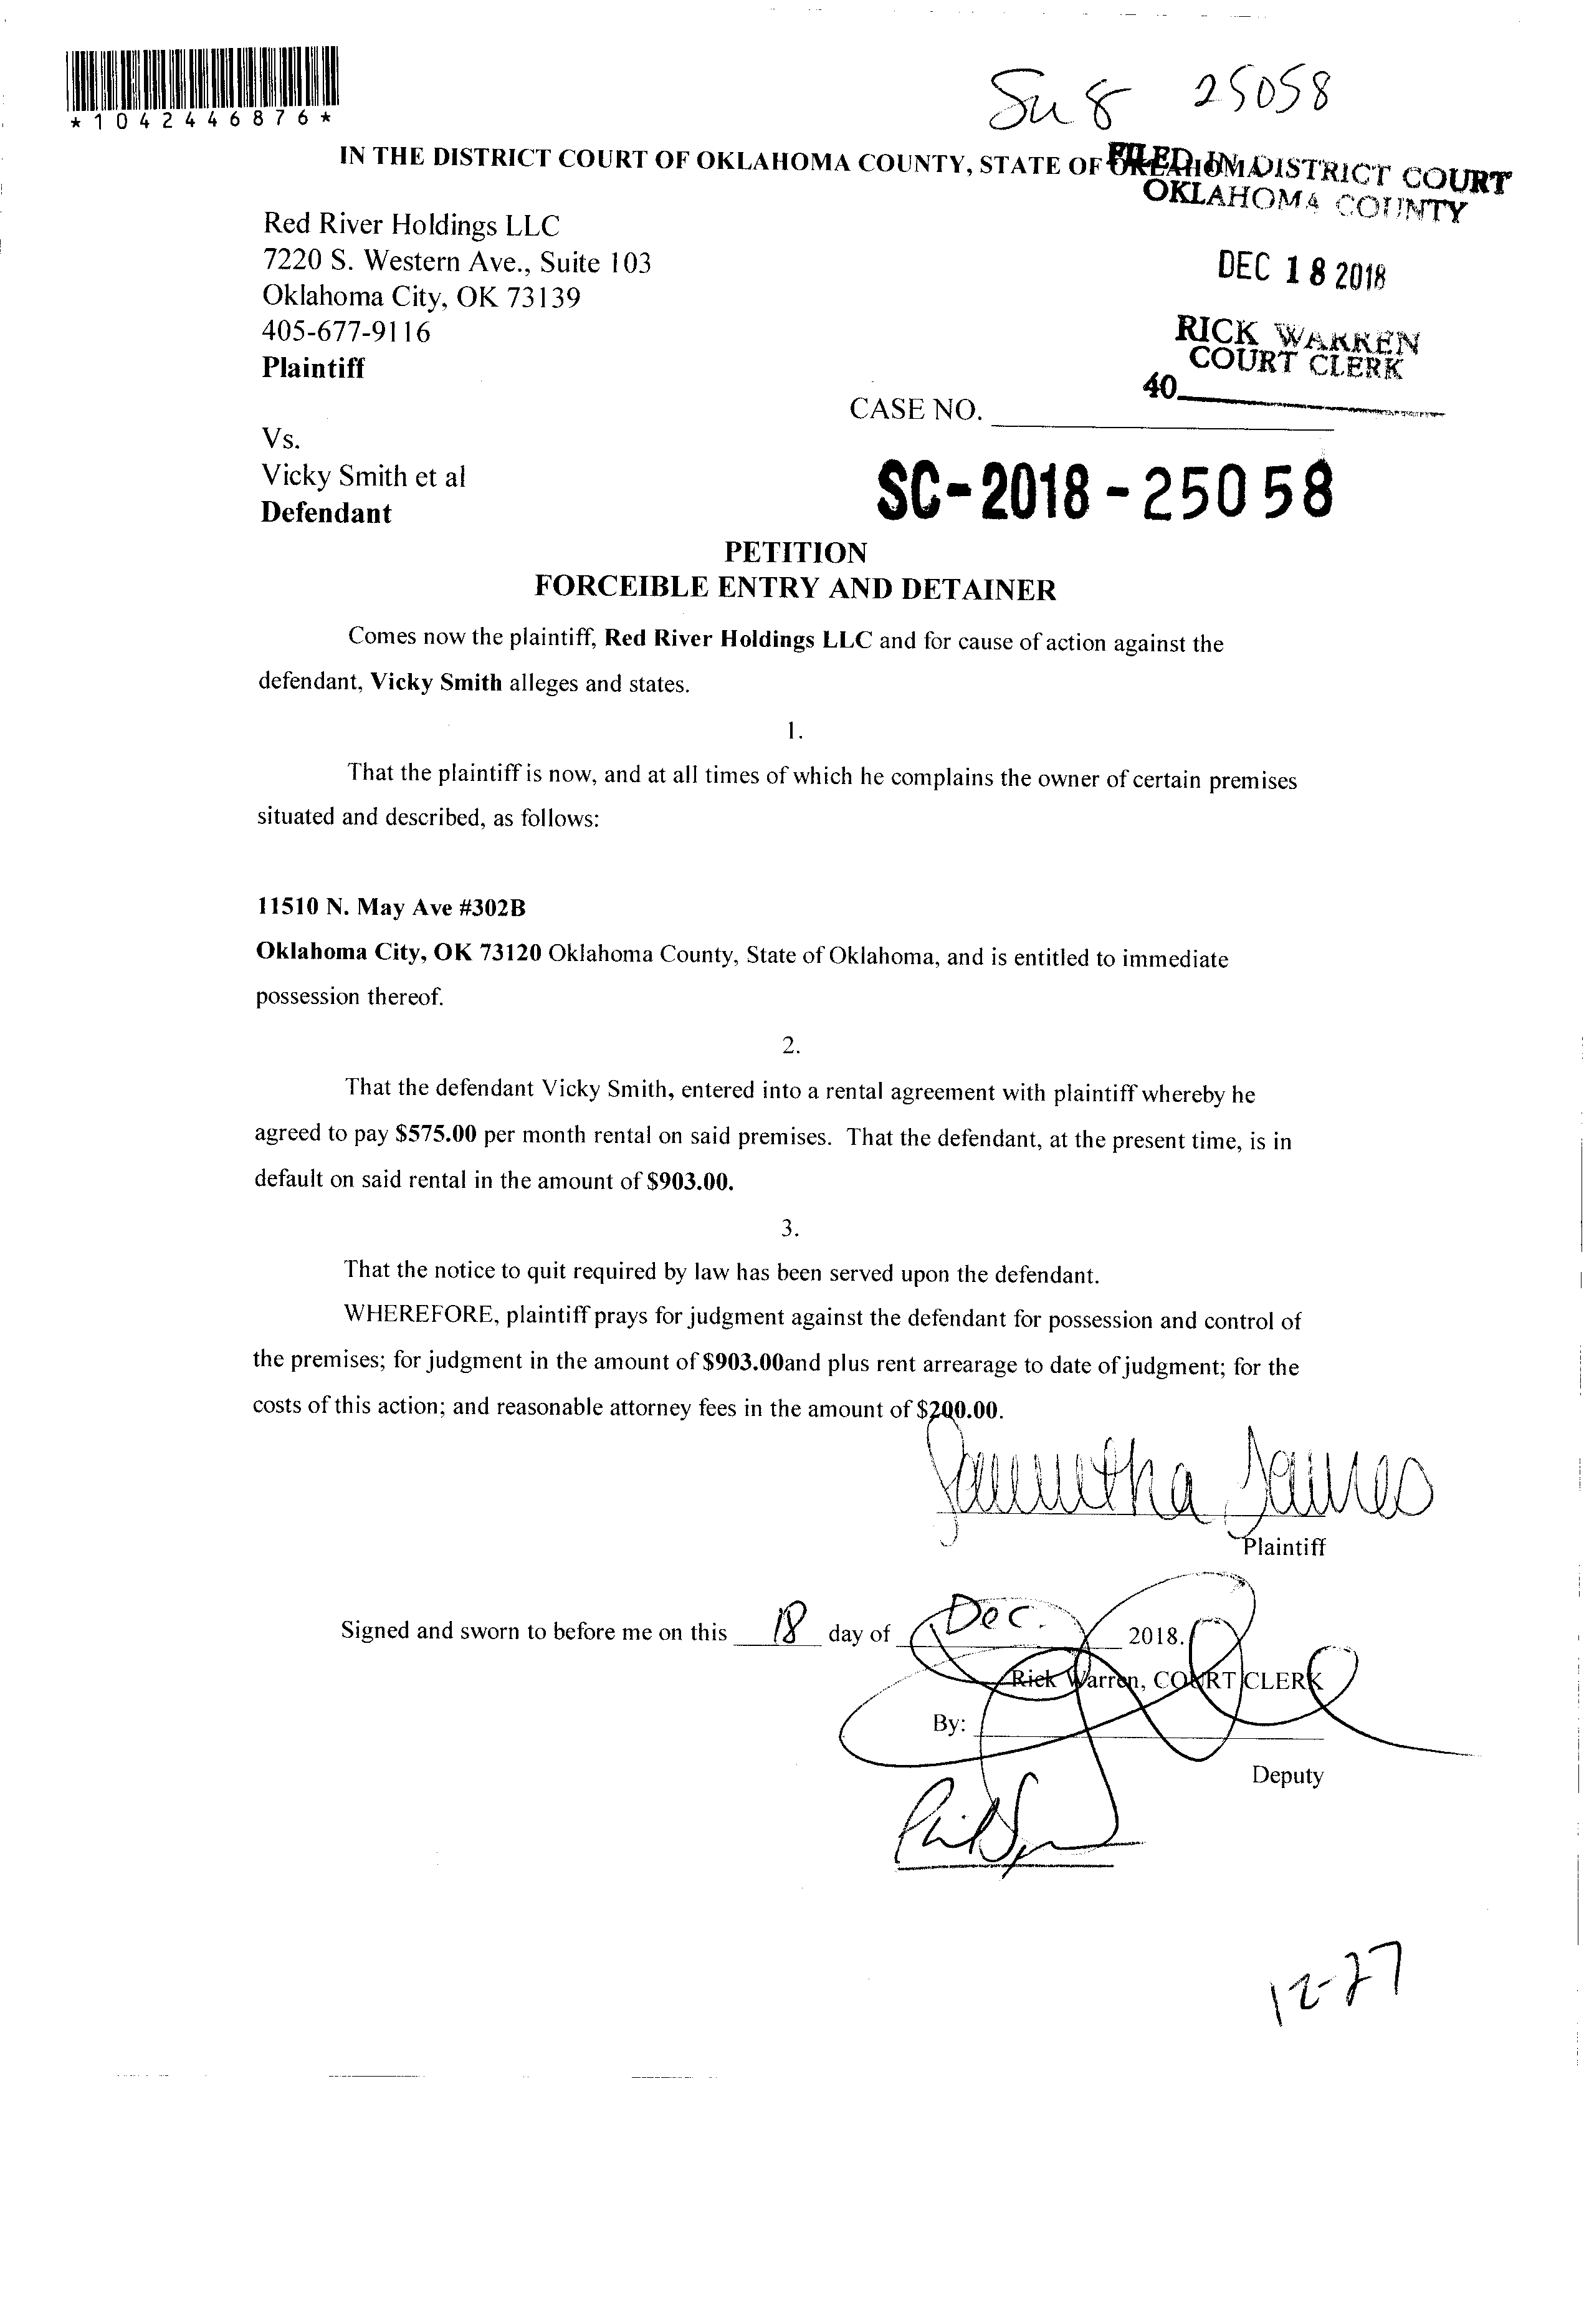 *1042446876*
Su 8 25058
IN THE DISTRICT COURT OF OKLAHOMA COUNTY, STATE OF OKLAHOMA
FILED IN DISTRICT COURT
OKLAHOMA COUNTY
Red River Holdings LLC
7220 S. Western Ave., Suite 103
Oklahoma City, OK 73139
405-677-9116
Plaintiff
DEC 18 2018
RICK WARREN
COURT CLERK
40
CASE NO.
Vs.
Vicky Smith et al
Defendant
SC-2018-25058
PETITION
FORCEIBLE ENTRY AND DETAINER
Comes now the plaintiff, Red River Holdings LLC and for cause of action against the
defendant, Vicky Smith alleges and states.
1.
That the plaintiff is now, and at all times of which he complains the owner of certain premises
situated and described, as follows:
11510 N. May Ave #302B
Oklahoma City, OK 73120 Oklahoma County, State of Oklahoma, and is entitled to immediate
possession thereof.
2.
That the defendant Vicky Smith, entered into a rental agreement with plaintiff whereby he
agreed to pay $575.00 per month rental on said premises. That the defendant, at the present time, is in
default on said rental in the amount of $903.00.
3.
That the notice to quit required by law has been served upon the defendant.
WHEREFORE, plaintiff prays for judgment against the defendant for possession and control of
the premises; for judgment in the amount of $903.00and plus rent arrearage to date of judgment; for the
costs of this action; and reasonable attorney fees in the amount of $200.00.
Samantha James
Plaintiff
Signed and sworn to before me on this 18 day of Dec. 2018.
Rick Warren, COURT CLERK
By:
Deputy
12-27